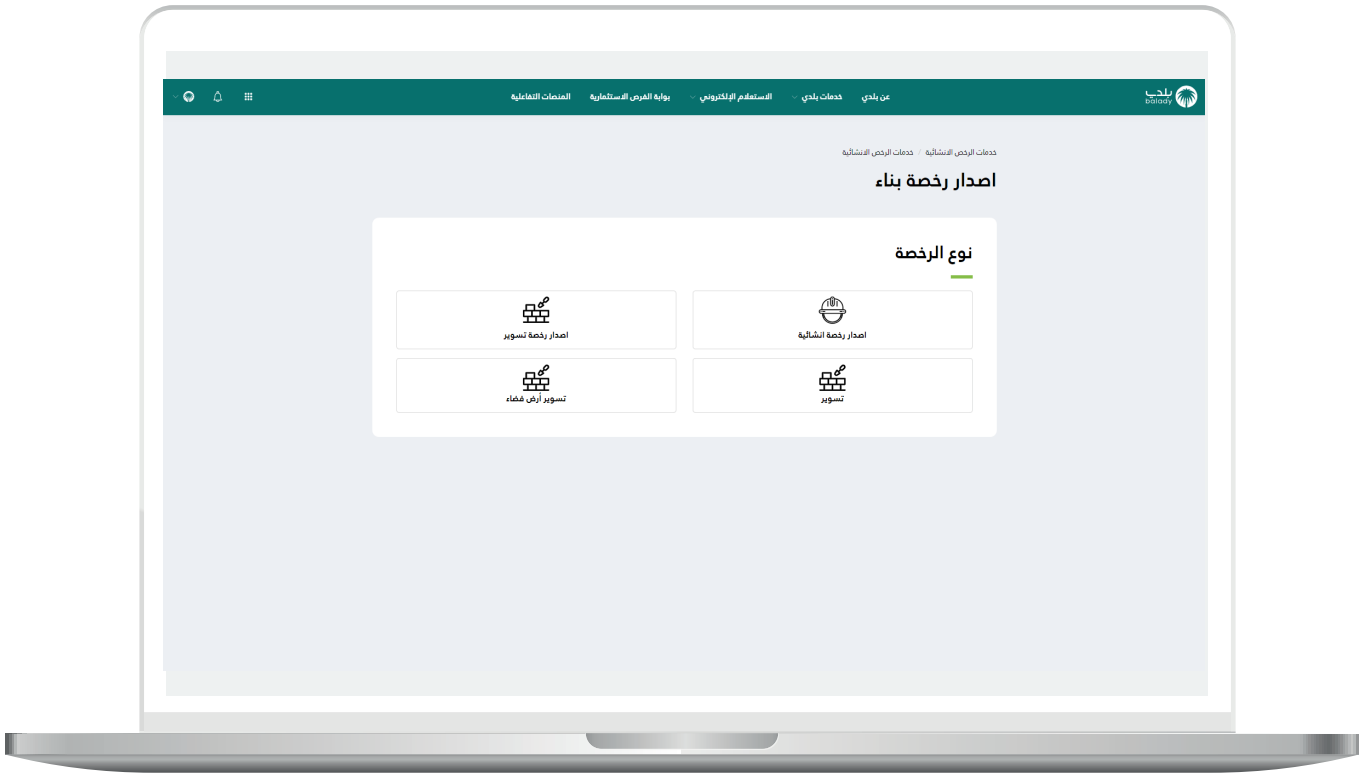 بلدي
balady
عن بلدي
خدمات بلدي
الاستعلام الإلكتروني
بوابة الفرص الاستثمارية
المنصات التفاعلية
خدمات الرخص الانشائية / خدمات الرخص الانشائية
اصدار رخصة بناء
نوع الرخصة
اصدار رخصة انشائية
اصدار رخصة تسوير
تسوير
تسوير أرض فضاء